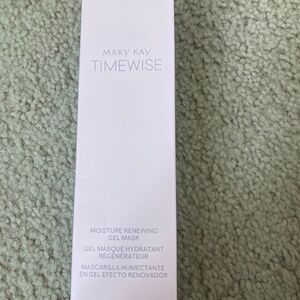 MARY KAY
TIMEWISE
MOISTURE RENEWING
GEL MASK
GEL MASQUE HYDRATANT
RÉGÉNÉRATEUR
MASCARILLA HUMECTANTE
EN GEL EFECTO RENOVADOR